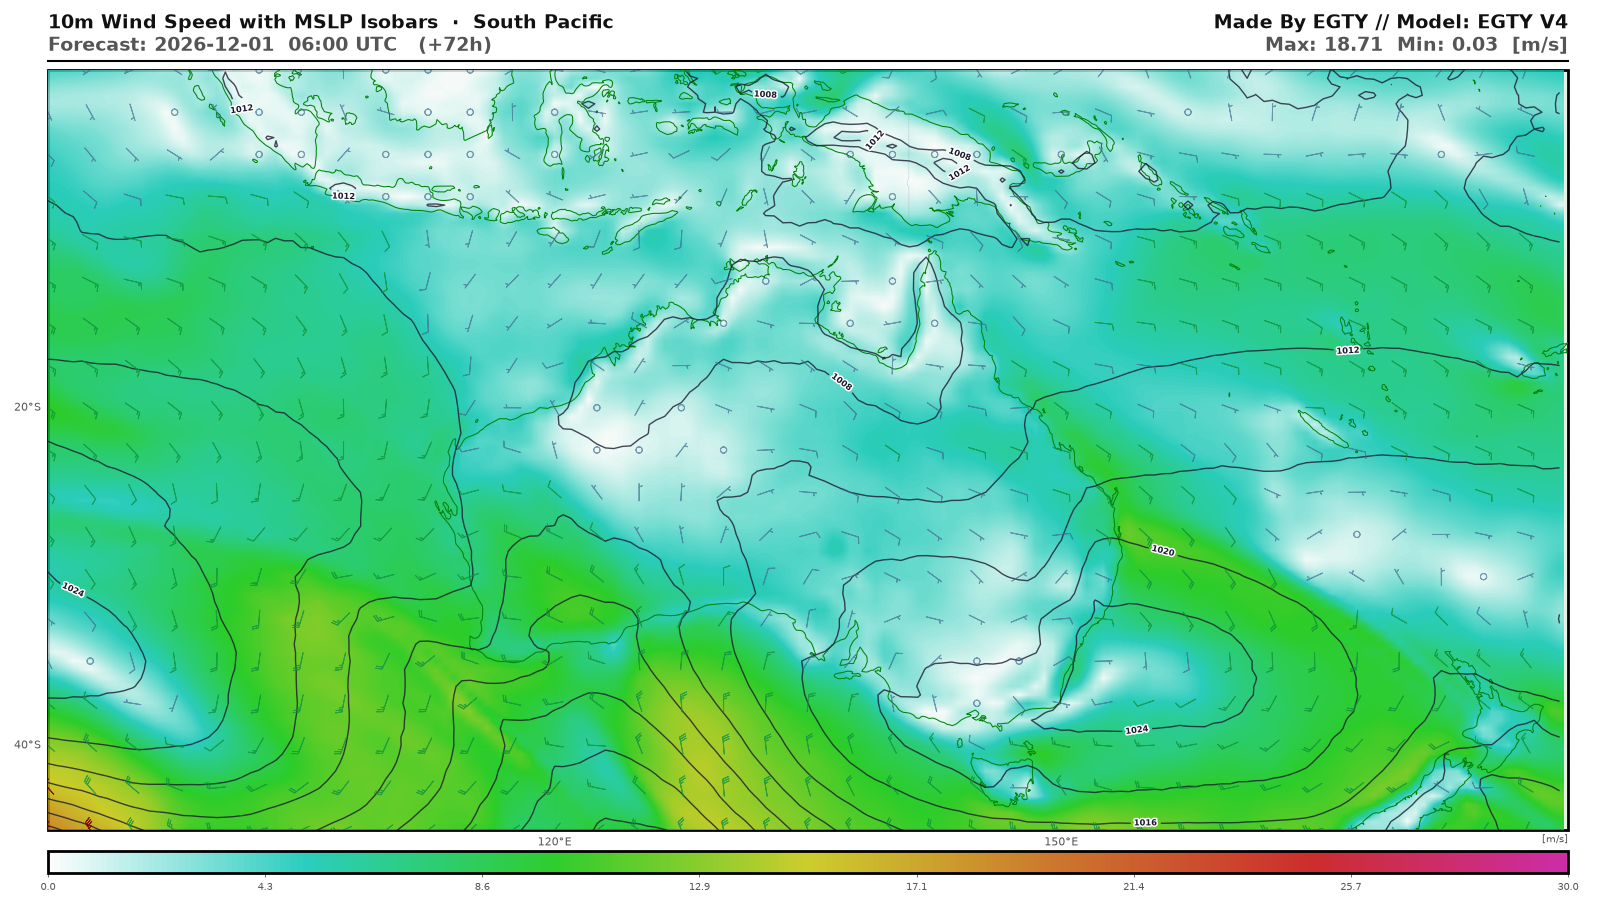 10m Wind Speed with MSLP Isobars · South Pacific
Made By EGTY // Model: EGTY V4
Forecast: 2026-12-01 06:00 UTC (+72h)
Max: 18.71 Min: 0.03 [m/s]
1008
1012
1012
1008
1012
1012
1012
1008
20°S
1020
1024
1024
40°S
1016
120°E
150°E
[m/s]
0.0
4.3
8.6
12.9
17.1
21.4
25.7
30.0